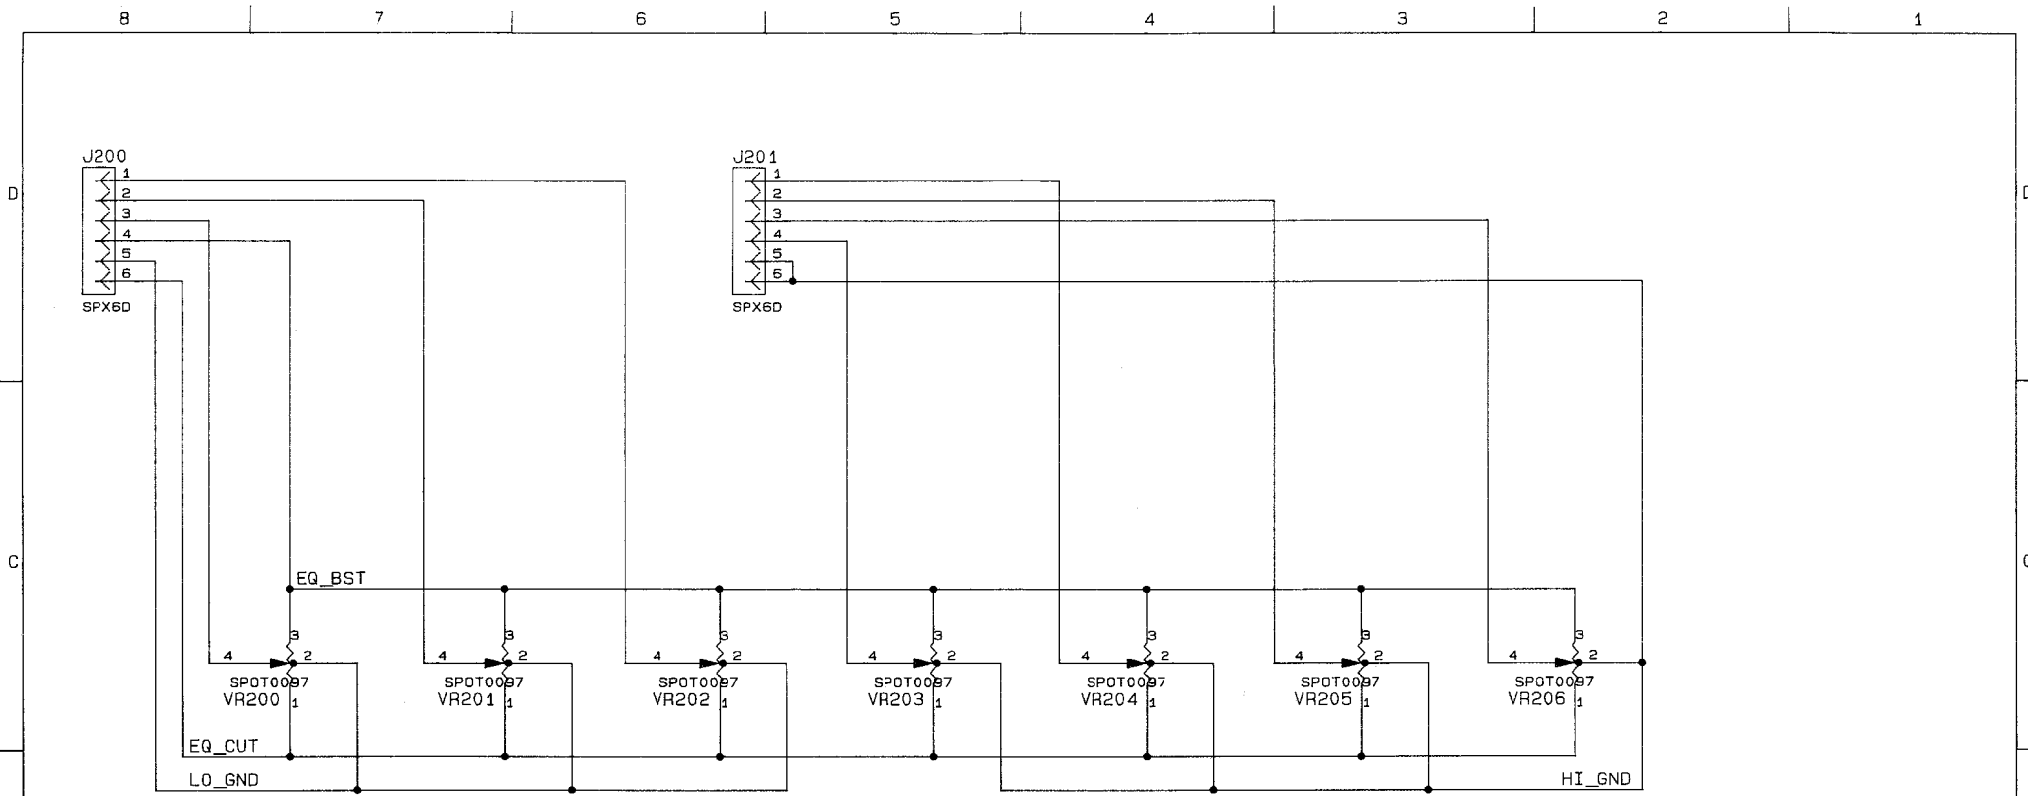 8 7 6 5 4 3 2 1
J200 J201
1 1
D 2 2 D
3 3
4 4
5 5
6 6
SPX6D SPX6D
C C
EQ_BST
3 3 3 3 3 3 3
4 2 4 2 4 2 4 2 4 2 4 2 4 2
SPOT0097 SPOT0097 SPOT0097 SPOT0097 SPOT0097 SPOT0097 SPOT0097
VR200 1 VR201 1 VR202 1 VR203 1 VR204 1 VR205 1 VR206 1
EQ_CUT
LO_GND HI_GND